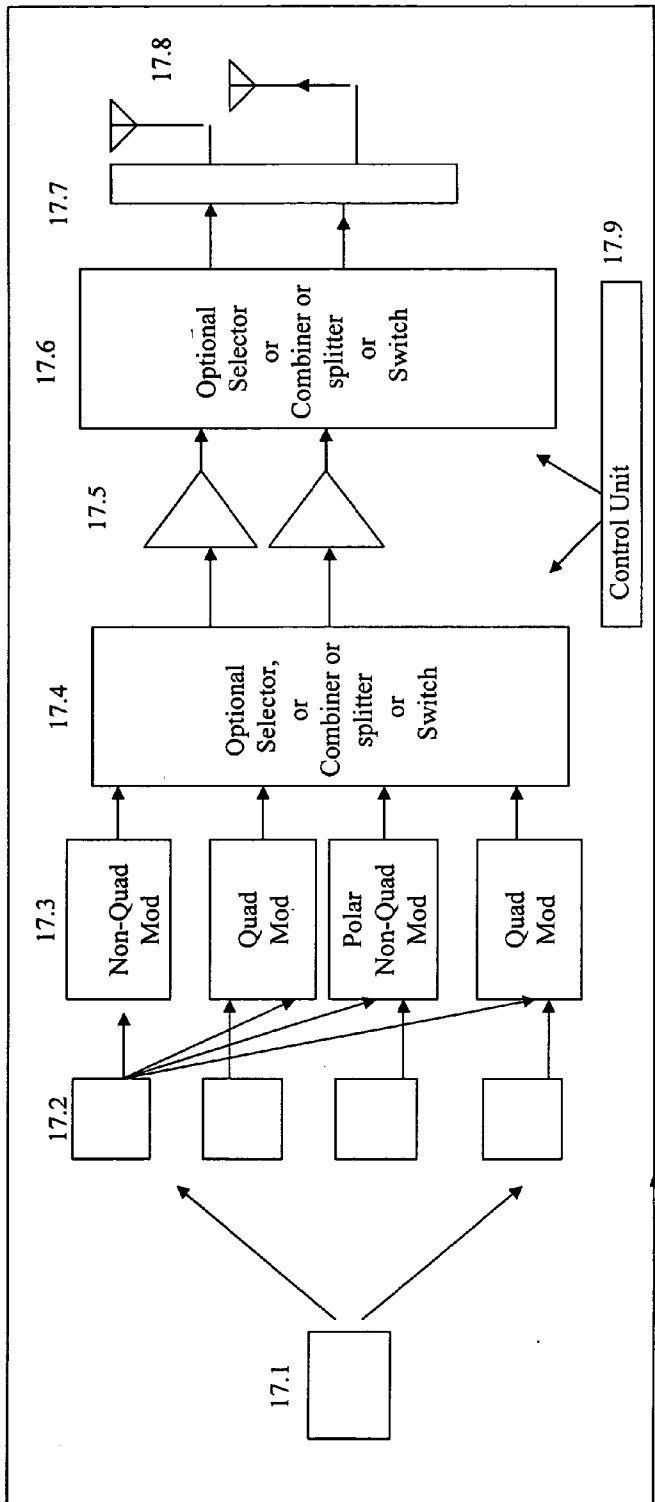 17.1
17.2
17.3
Non-Quad
Mod
Quad
Mod
Polar
Non-Quad
Mod
Quad
Mod
17.4
Optional
Selector,
or
Combiner or
splitter
or
Switch
17.5
17.6
Optional
Selector
or
Combiner or
splitter
or
Switch
17.7
17.8
Control Unit
17.9